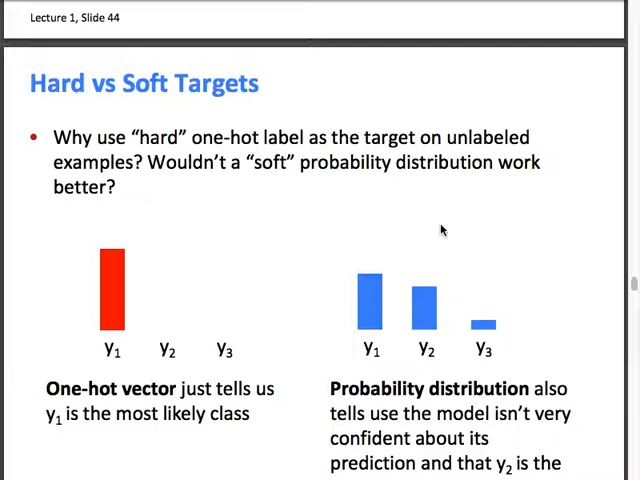 Lecture 1, Slide 44
Hard vs Soft Targets
• Why use “hard” one-hot label as the target on unlabeled
examples? Wouldn’t a “soft” probability distribution work
better?
y₁ y₂ y₃
y₁ y₂ y₃
One-hot vector just tells us
y₁ is the most likely class
Probability distribution also
tells use the model isn’t very
confident about its
prediction and that y₂ is the